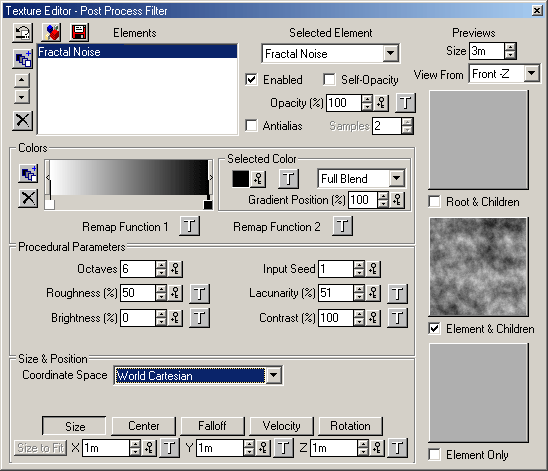 Texture Editor - Post Process Filter
Elements
Selected Element
Previews
Fractal Noise
Fractal Noise
Size 3m
View From Front -Z
Enabled
Self-Opacity
Opacity (%) 100 T
Antialias
Samples 2
Colors
Selected Color
T
Full Blend
Gradient Position (%) 100
Root & Children
Remap Function 1 T
Remap Function 2 T
Procedural Parameters
Octaves 6
Input Seed 1
Roughness (%) 50 T
Lacunarity (%) 51 T
Brightness (%) 0 T
Contrast (%) 100 T
Element & Children
Size & Position
Coordinate Space World Cartesian
Size
Center
Falloff
Velocity
Rotation
Size to Fit X 1m T Y 1m T Z 1m T
Element Only